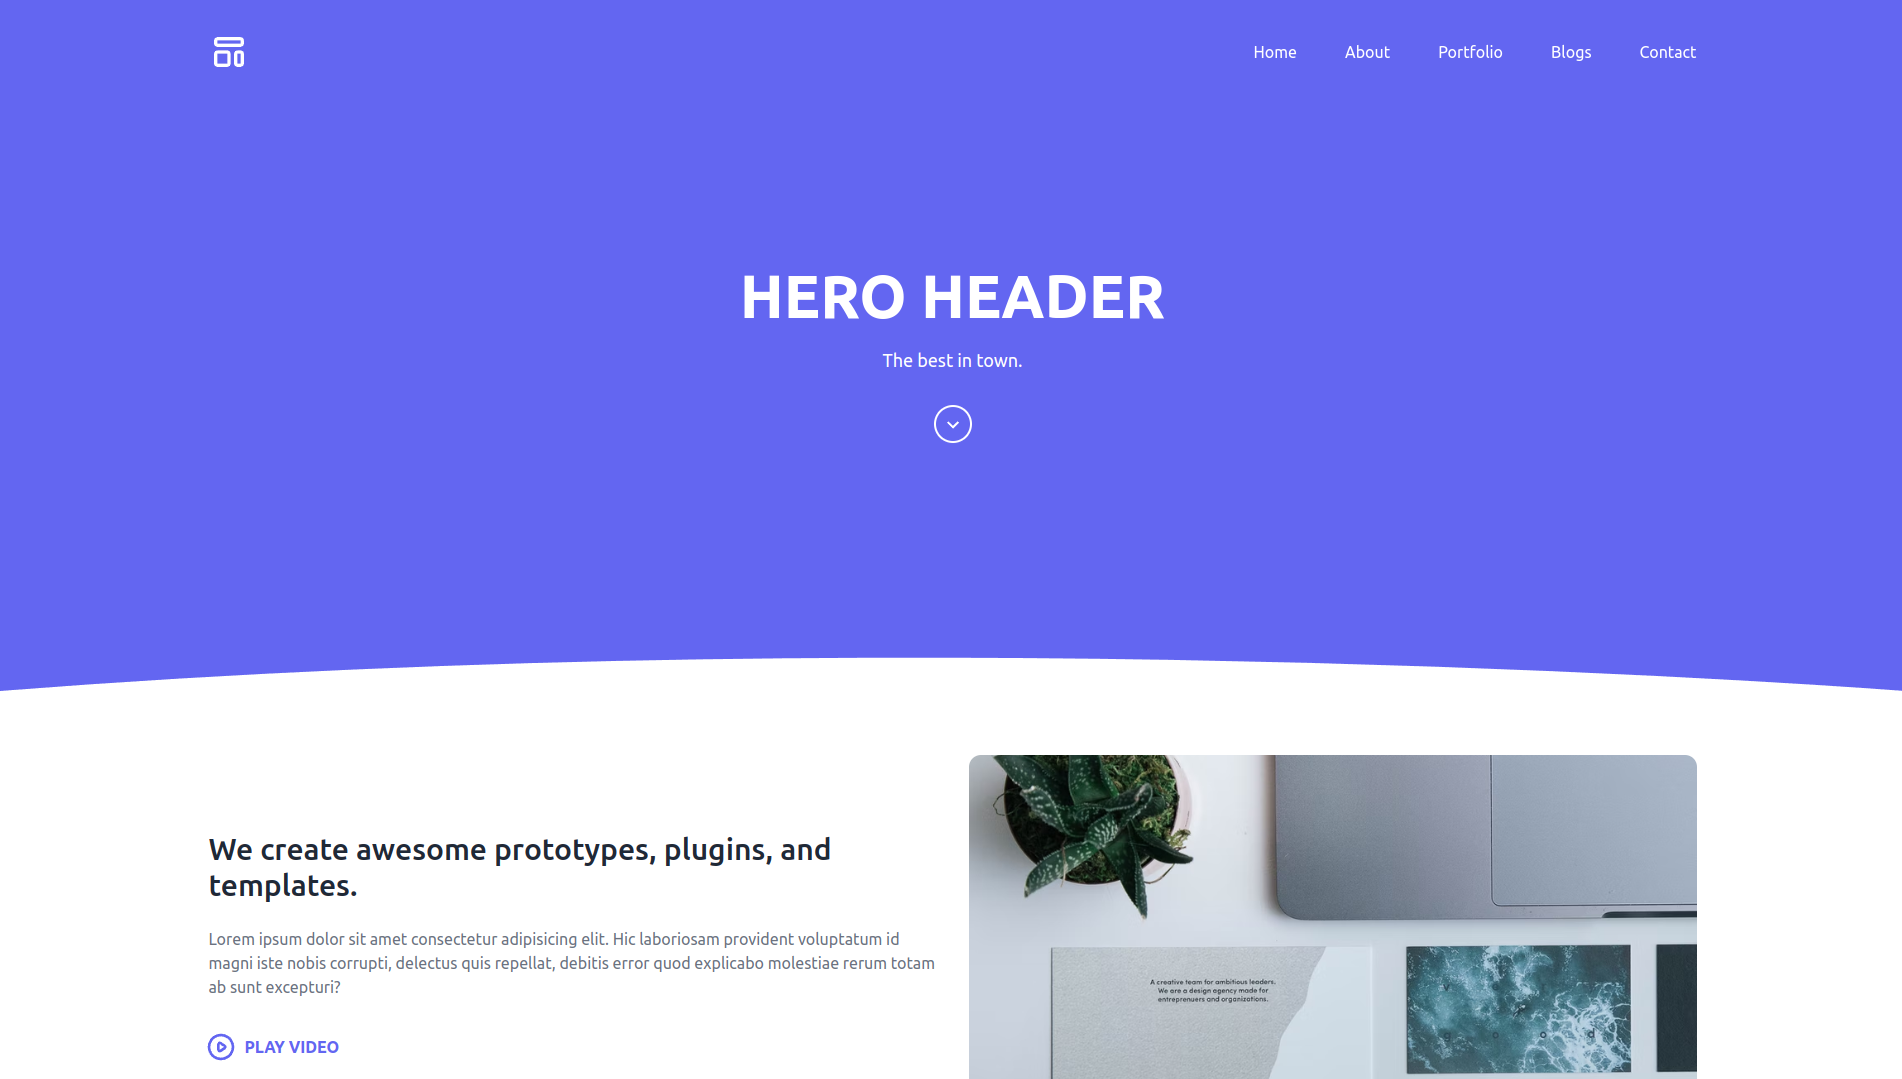 Home About Portfolio Blogs Contact
HERO HEADER
The best in town.
We create awesome prototypes, plugins, and
templates.
Lorem ipsum dolor sit amet consectetur adipisicing elit. Hic laboriosam provident voluptatum id
magni iste nobis corrupti, delectus quis repellat, debitis error quod explicabo molestiae rerum totam
ab sunt excepturi?
PLAY VIDEO
A creative team for ambitious leaders.
We are a design agency made for
entreprenuers and organizations.